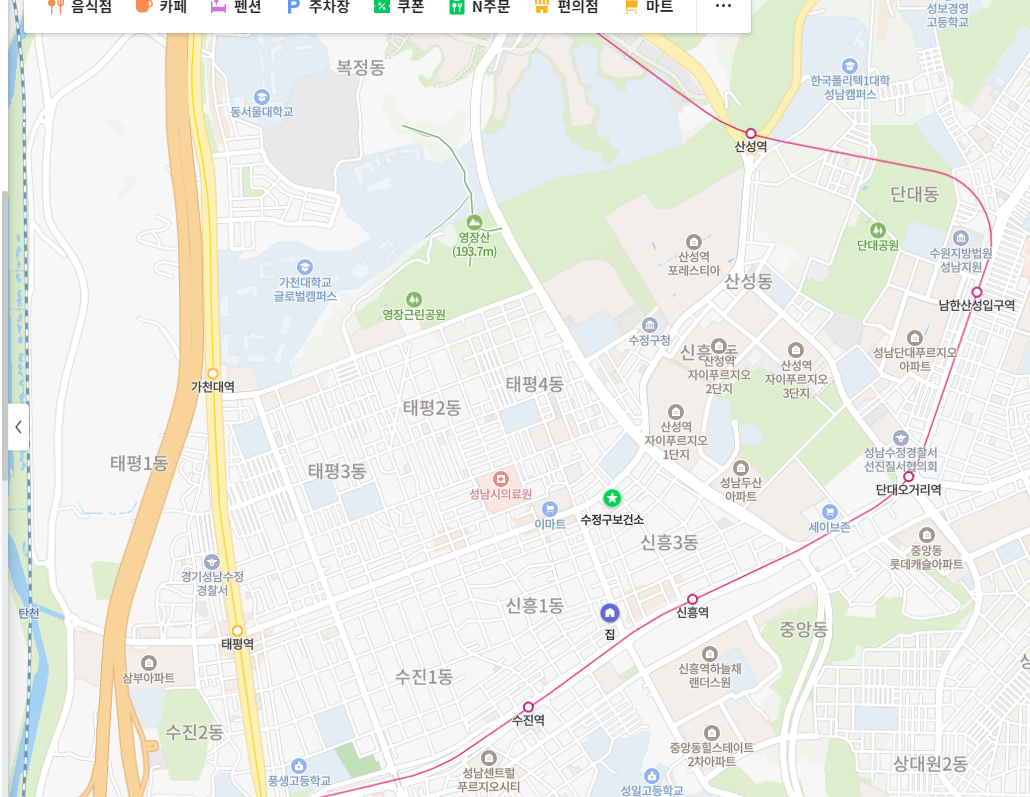 음식점 카페 펜션 P 주차장 쿠폰 N주문 편의점 마트 ...
성보경영
고등학교
복정동
한국폴리텍1대학
성남캠퍼스
동서울대학교
산성역
단대동
영장산
(193.7m)
단대공원
수원지방법원
성남지원
산성역
포레스티아
가천대학교
글로벌캠퍼스
산성동
남한산성입구역
영장근린공원
수정구청
성남단대푸르지오
아파트
산성역
자이푸르지오
2단지
산성역
자이푸르지오
3단지
가천대역
태평4동
태평2동
산성역
자이푸르지오
1단지
성남수정경찰서
선진질서협의회
태평1동
태평3동
성남두산
아파트
단대오거리역
성남시의료원
이마트
수정구보건소
세이브존
신흥3동
중앙동
롯데캐슬아파트
경기성남수정
경찰서
탄천
신흥1동
집
신흥역
중앙동
태평역
삼부아파트
수진1동
신흥역하늘채
랜더스원
수진역
수진2동
중앙동힐스테이트
2차아파트
상대원2동
풍생고등학교
성남센트럴
푸르지오시티
성일고등학교